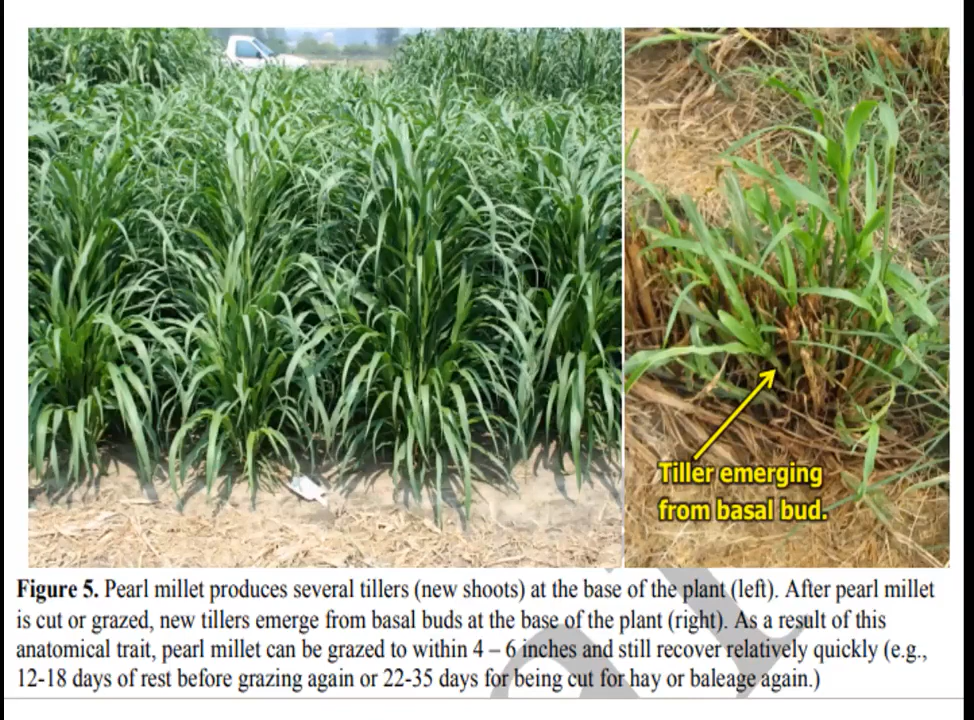 Tiller emerging
from basal bud.
Figure 5. Pearl millet produces several tillers (new shoots) at the base of the plant (left). After pearl millet
is cut or grazed, new tillers emerge from basal buds at the base of the plant (right). As a result of this
anatomical trait, pearl millet can be grazed to within 4 – 6 inches and still recover relatively quickly (e.g.,
12-18 days of rest before grazing again or 22-35 days for being cut for hay or baleage again.)